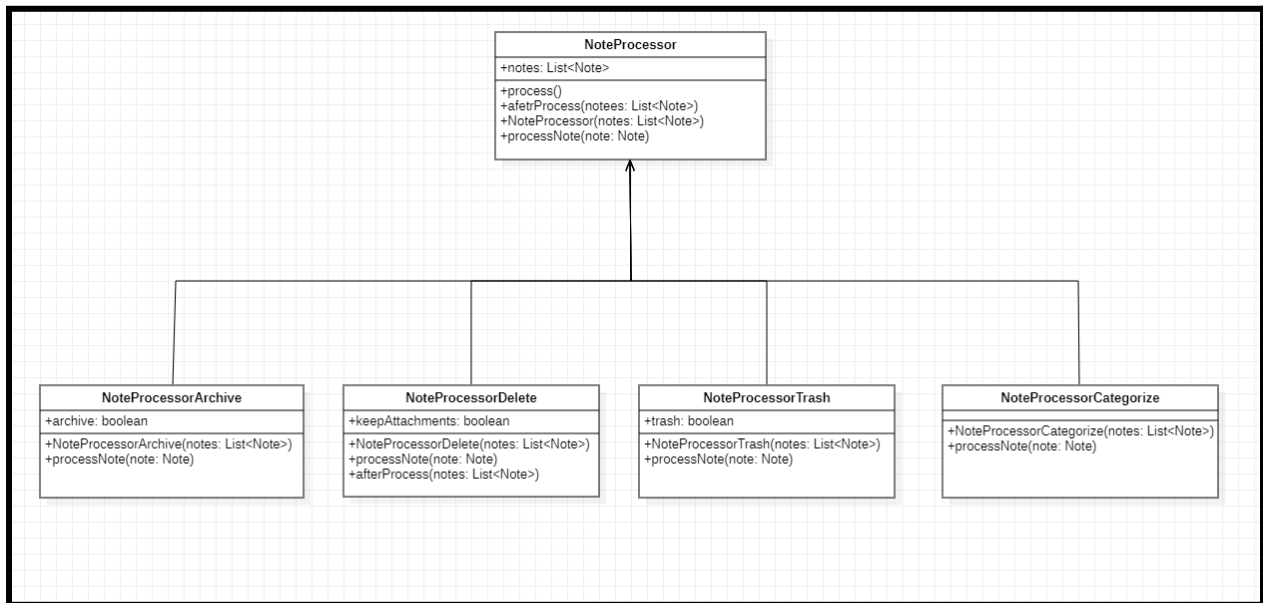 NoteProcessor
+notes: List<Note>
+process()
+afetrProcess(notees: List<Note>)
+NoteProcessor(notes: List<Note>)
+processNote(note: Note)
NoteProcessorArchive
+archive: boolean
+NoteProcessorArchive(notes: List<Note>)
+processNote(note: Note)
NoteProcessorDelete
+keepAttachments: boolean
+NoteProcessorDelete(notes: List<Note>)
+processNote(note: Note)
+afterProcess(notes: List<Note>)
NoteProcessorTrash
+trash: boolean
+NoteProcessorTrash(notes: List<Note>)
+processNote(note: Note)
NoteProcessorCategorize
+NoteProcessorCategorize(notes: List<Note>)
+processNote(note: Note)